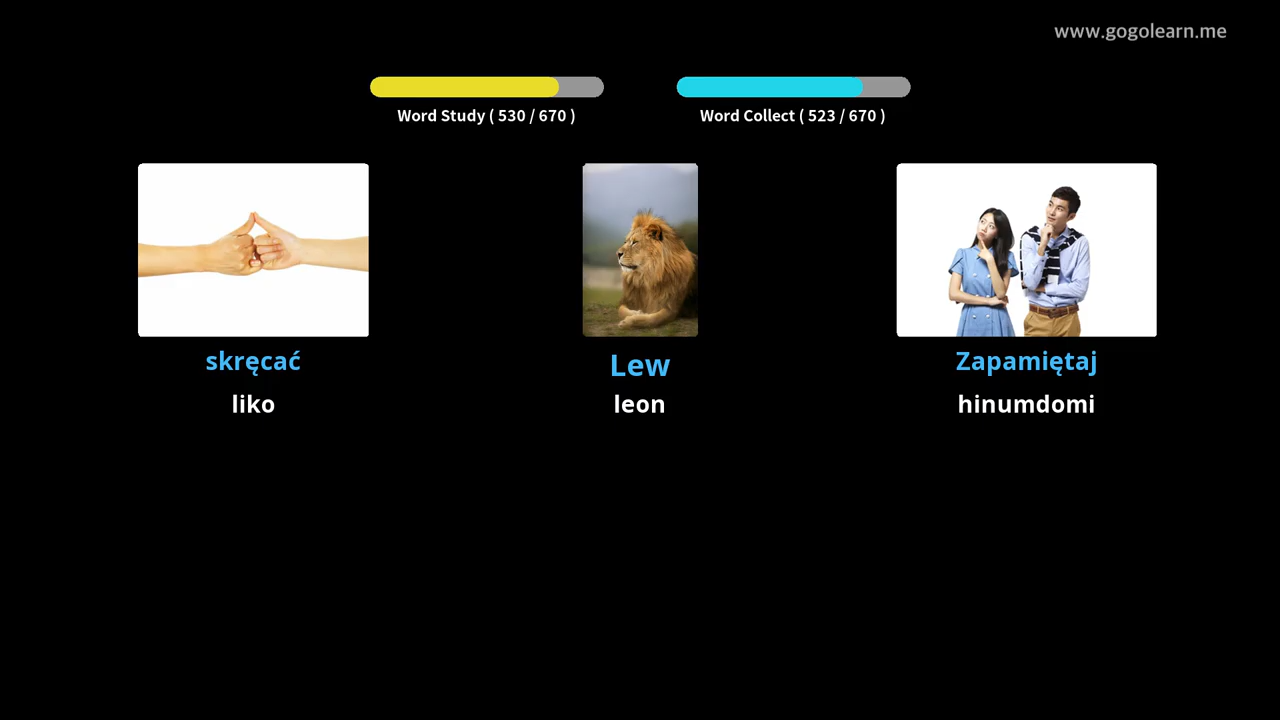 www.gogolearn.me
Word Study ( 530 / 670 )
Word Collect ( 523 / 670 )
skręcać
Lew
Zapamiętaj
liko
leon
hinumdomi